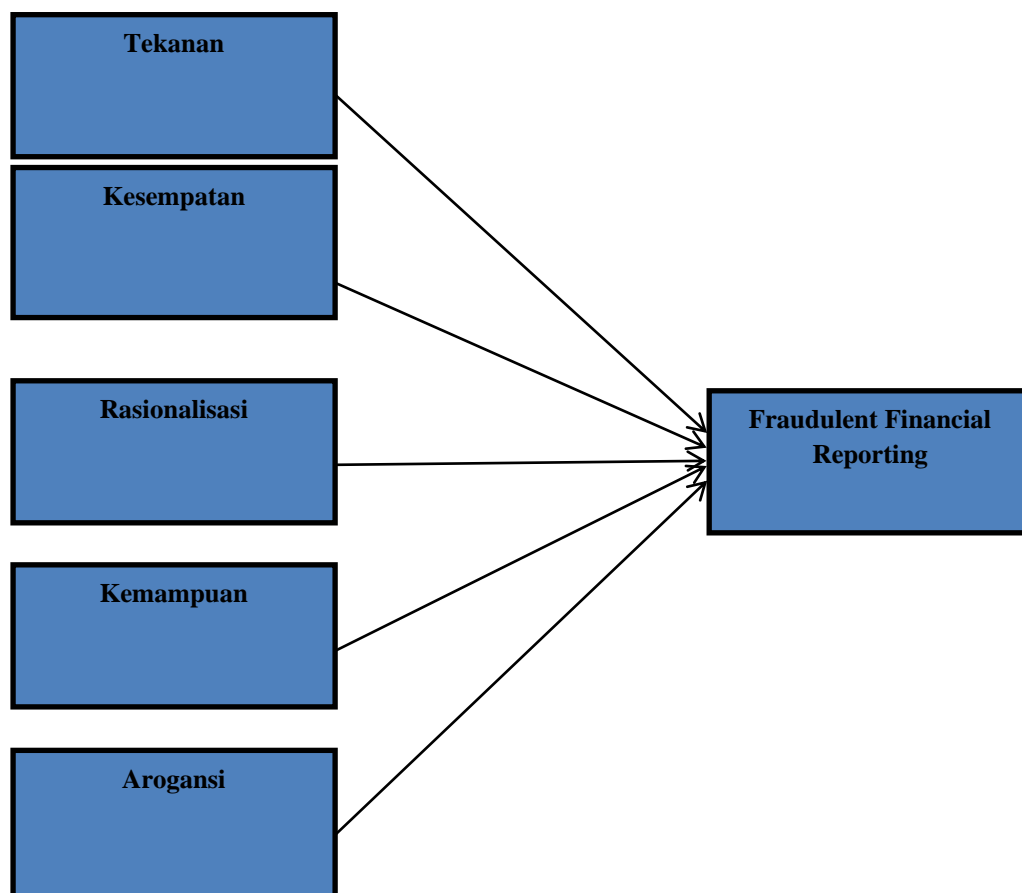 Tekanan
Kesempatan
Rasionalisasi
Fraudulent Financial
Reporting
Kemampuan
Arogansi